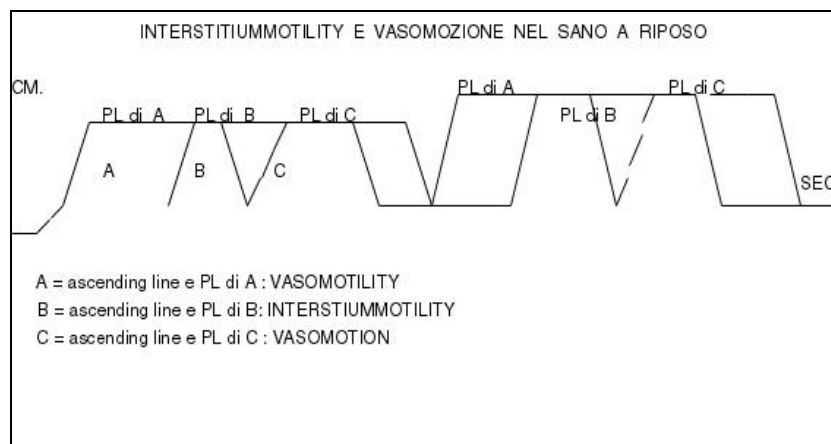 INTERSTITIUMMOTILITY E VASOMOZIONE NEL SANO A RIPOSO
CM.
PL di A PL di C
PL di A PL di B PL di C PL di B
A B C
SEC
A = ascending line e PL di A : VASOMOTILITY
B = ascending line e PL di B: INTERSTIUMMOTILITY
C = ascending line e PL di C : VASOMOTION